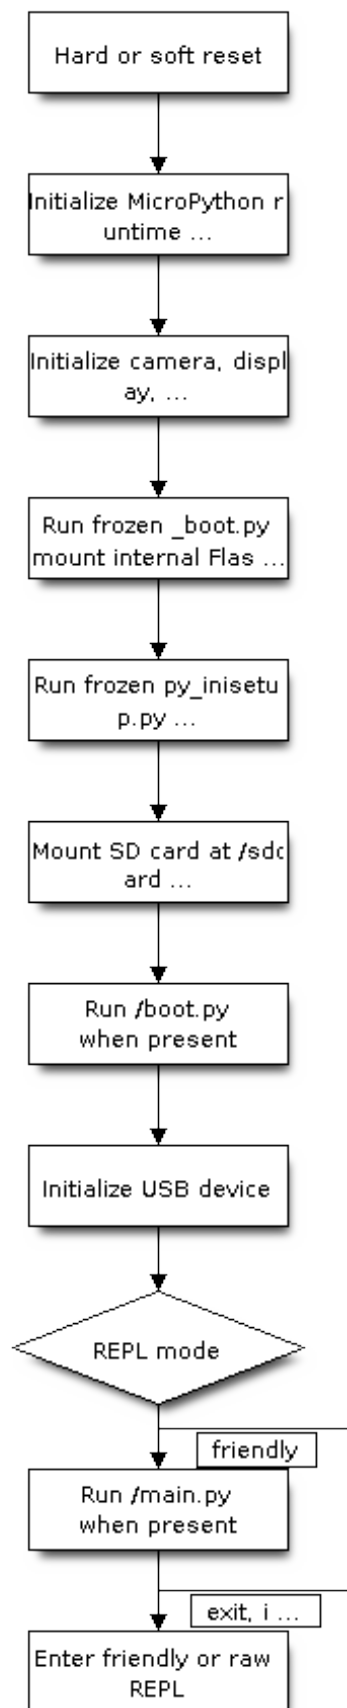 Hard or soft reset
Initialize MicroPython r
untime ...
Initialize camera, displ
ay, ...
Run frozen _boot.py
mount internal Flas ...
Run frozen py_inisetu
p.py ...
Mount SD card at /sdc
ard ...
Run /boot.py
when present
Initialize USB device
REPL mode
friendly
Run /main.py
when present
exit, i ...
Enter friendly or raw
REPL